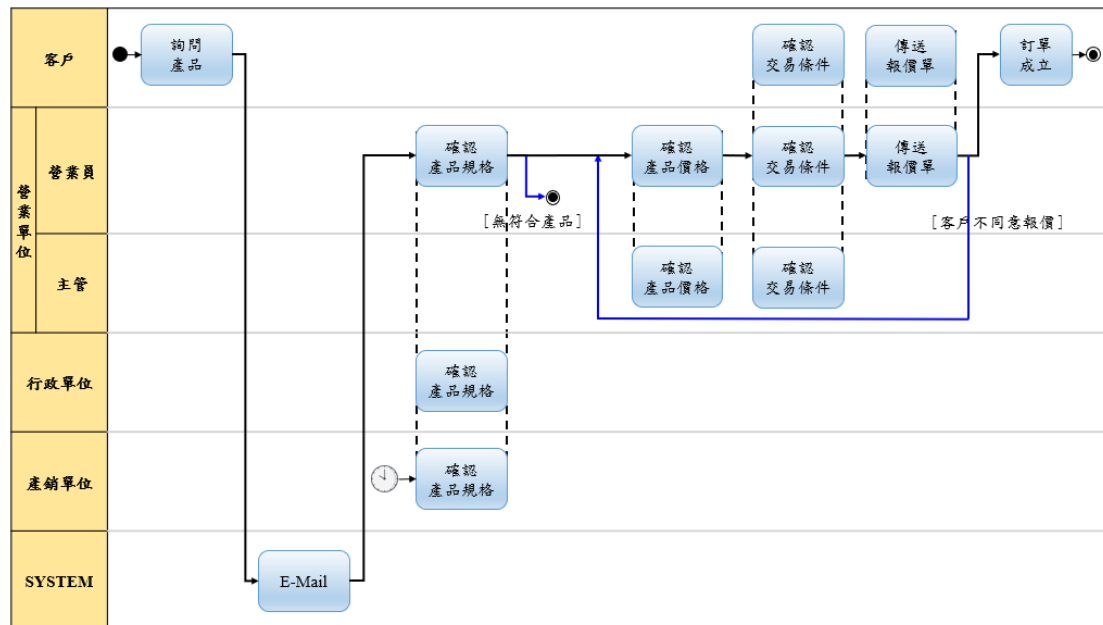 客戶
詢問
產品
確認
交易條件
傳送
報價單
訂單
成立
營業單位
營業員
確認
產品規格
確認
產品價格
確認
交易條件
傳送
報價單
[無符合產品]
[客戶不同意報價]
主管
確認
產品價格
確認
交易條件
行政單位
確認
產品規格
產銷單位
確認
產品規格
SYSTEM
E-Mail